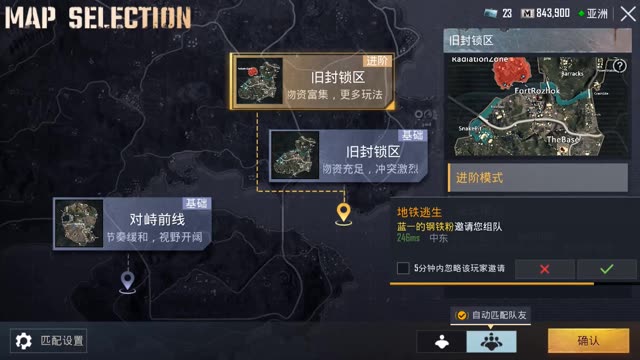 MAP SELECTION
23
843,900
亚洲
进阶
旧封锁区
物资富集，更多玩法
基础
旧封锁区
物资充足，冲突激烈
基础
对峙前线
节奏缓和，视野开阔
旧封锁区
RadiationZone
Barracks
FortRozhok
SnakePit
TheBase
进阶模式
地铁逃生
蓝一的钢铁粉邀请您组队
246ms 中东
5分钟内忽略该玩家邀请
自动匹配队友
匹配设置
确认